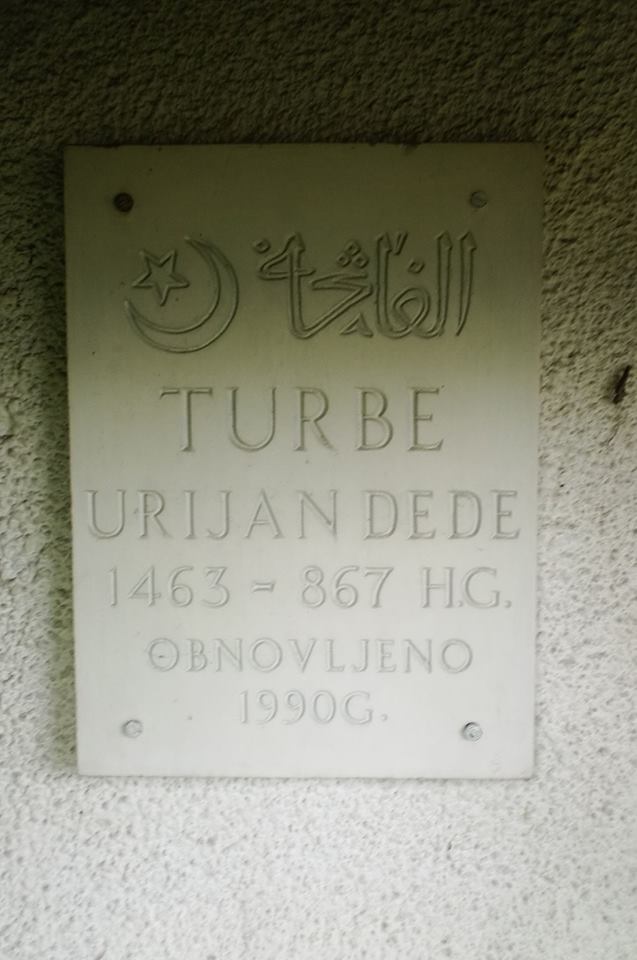 الفاتحة
TURBE
URIJAN DEDE
1463 - 867 H.G.
OBNOVLJENO
1990G.